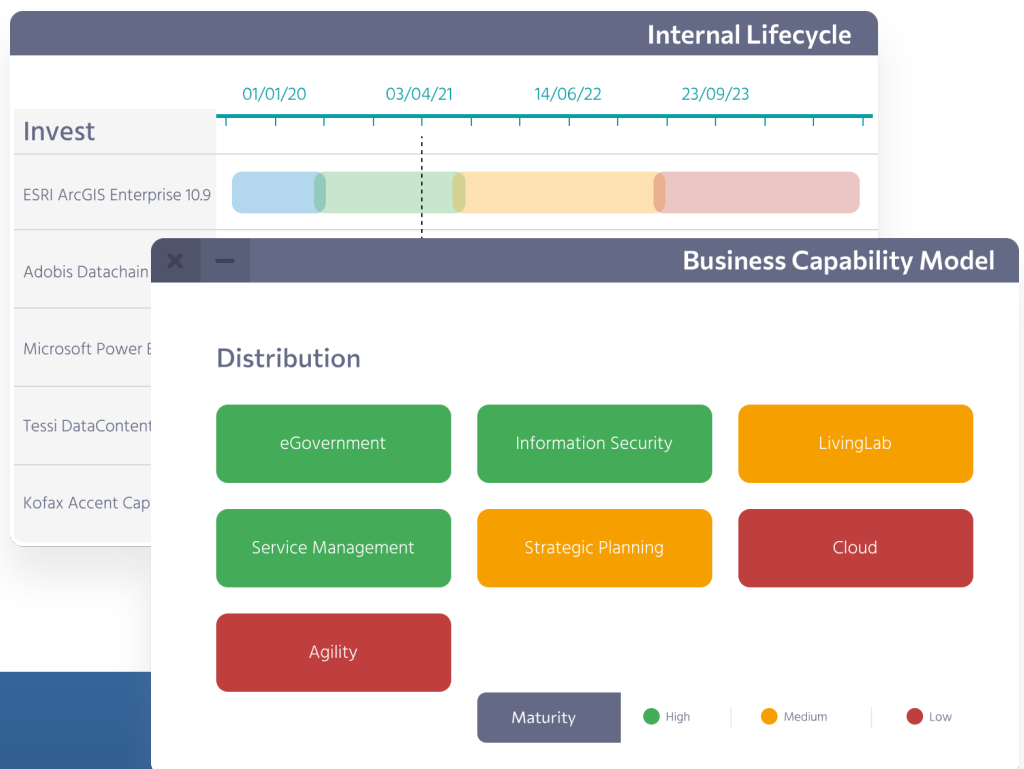 Internal Lifecycle
01/01/20 03/04/21 14/06/22 23/09/23
Invest
ESRI ArcGIS Enterprise 10.9
Adobis Datachain
Microsoft Power
Tessi DataContent
Kofax Accent Cap
Business Capability Model
Distribution
eGovernment Information Security LivingLab
Service Management Strategic Planning Cloud
Agility
Maturity High Medium Low